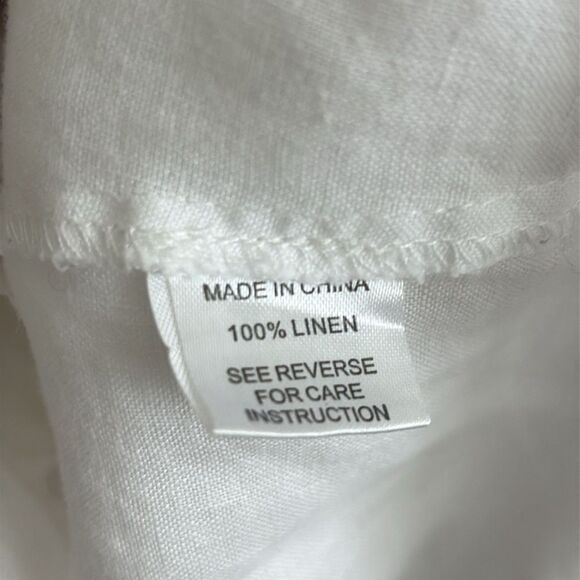 MADE IN CHINA
100% LINEN
SEE REVERSE
FOR CARE
INSTRUCTION